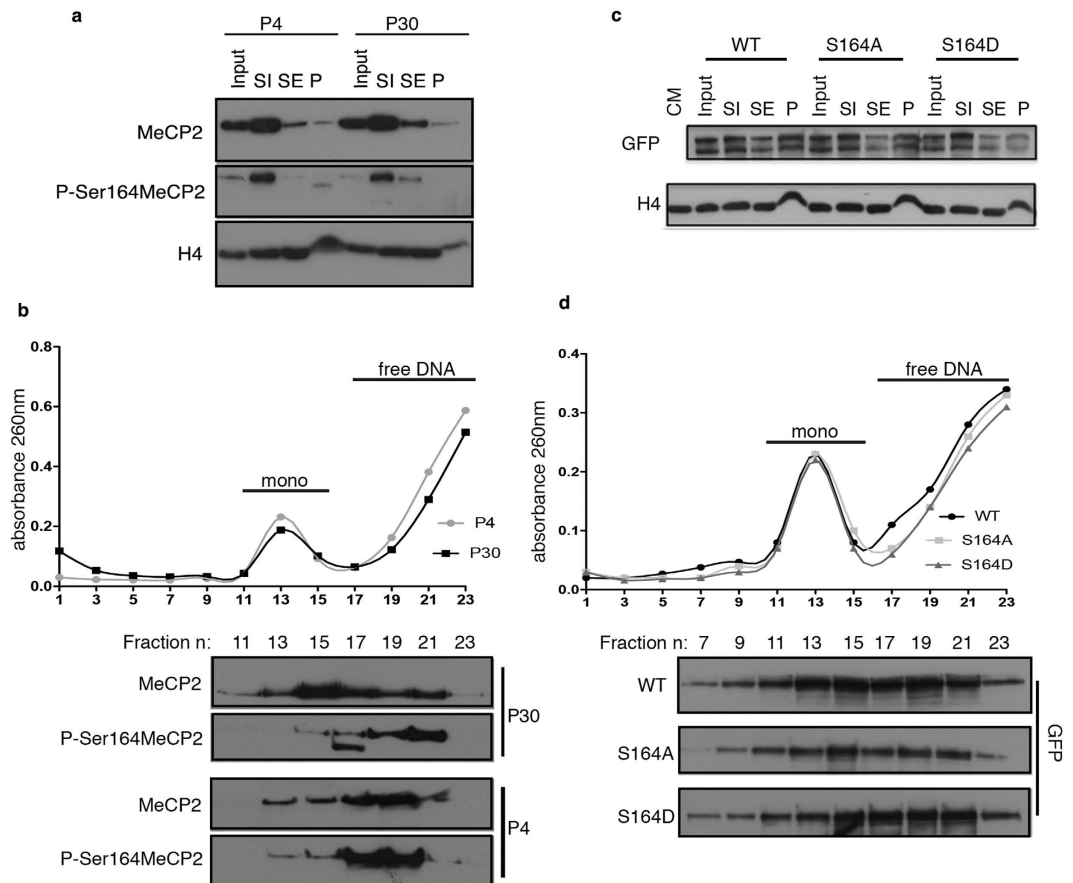 a
P4 P30
Input SI SE P Input SI SE P
MeCP2
P-Ser164MeCP2
H4
c
WT S164A S164D
CM Input SI SE P Input SI SE P Input SI SE P
GFP
H4
b
absorbance 260nm
0.8
0.6
0.4
0.2
0.0
mono
free DNA
P4
P30
1 3 5 7 9 11 13 15 17 19 21 23
Fraction n: 11 13 15 17 19 21 23
MeCP2
P-Ser164MeCP2
P30
MeCP2
P-Ser164MeCP2
P4
d
absorbance 260nm
0.4
0.3
0.2
0.1
0.0
mono
free DNA
WT
S164A
S164D
1 3 5 7 9 11 13 15 17 19 21 23
Fraction n: 7 9 11 13 15 17 19 21 23
WT
S164A
S164D
GFP